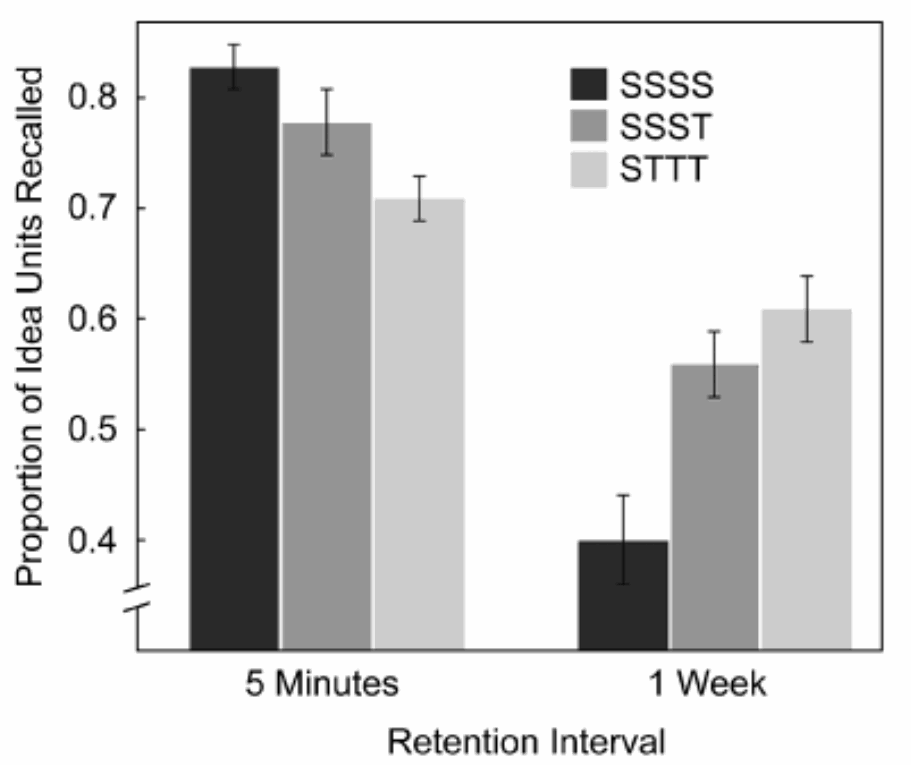 Proportion of Idea Units Recalled
0.8
0.7
0.6
0.5
0.4
SSSS
SSST
STTT
5 Minutes
1 Week
Retention Interval